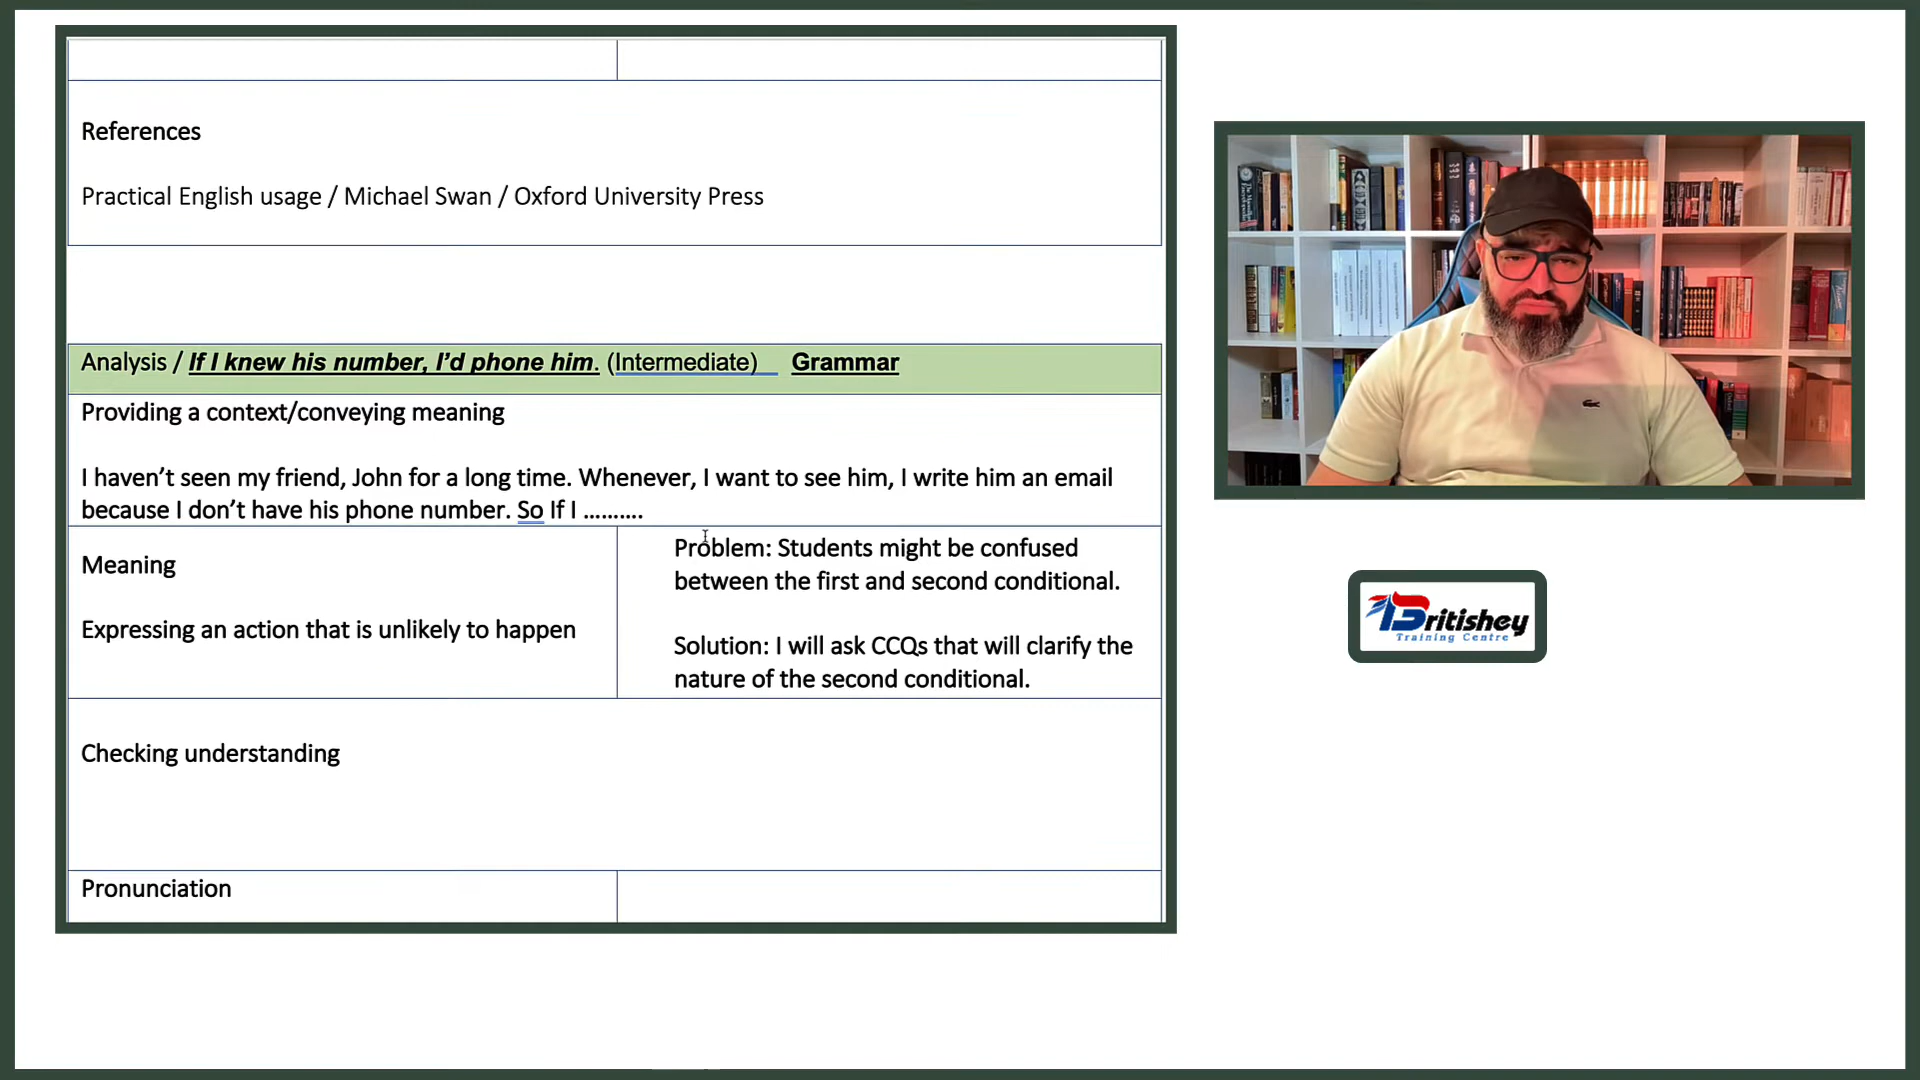 References
Practical English usage / Michael Swan / Oxford University Press
Analysis / If I knew his number, I'd phone him. (Intermediate) Grammar
Providing a context/conveying meaning
I haven't seen my friend, John for a long time. Whenever, I want to see him, I write him an email
because I don't have his phone number. So If I ..........
Meaning
Expressing an action that is unlikely to happen
Problem: Students might be confused
between the first and second conditional.
Solution: I will ask CCQs that will clarify the
nature of the second conditional.
Checking understanding
Pronunciation
Britishey
Training Centre